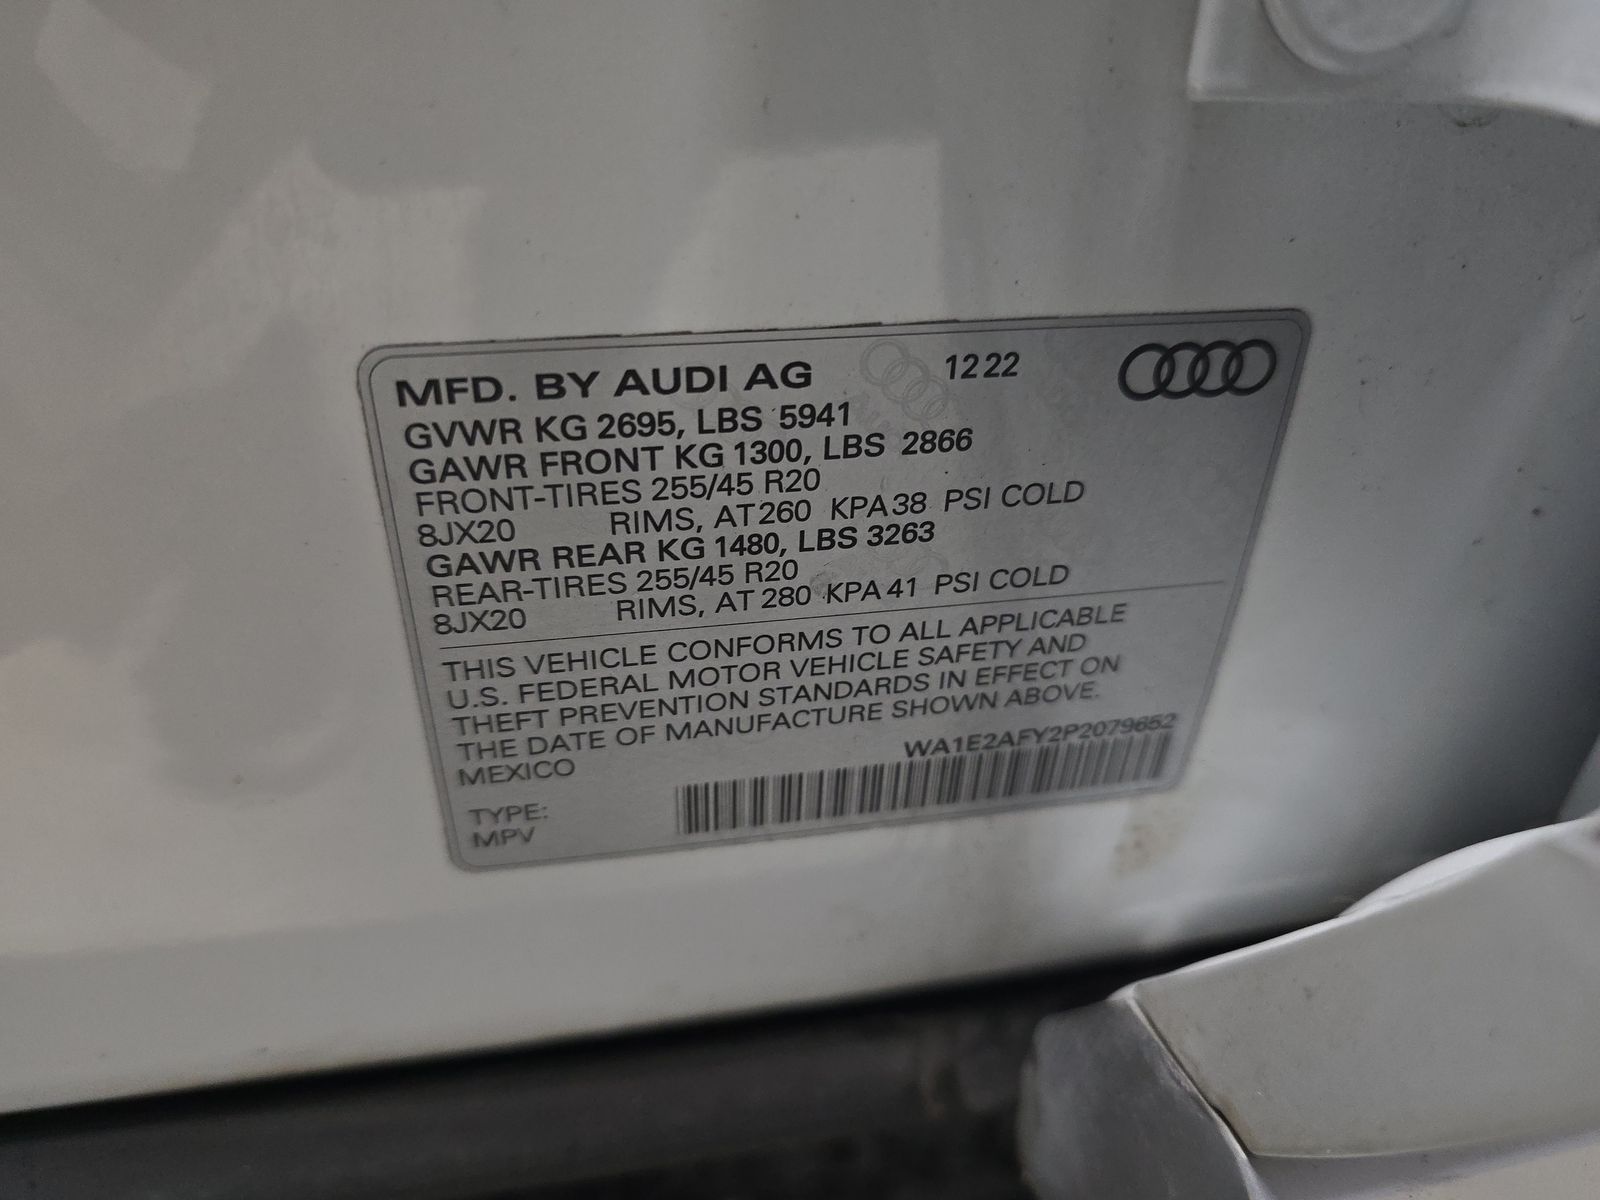 MFD. BY AUDI AG 12 22
GVWR KG 2695, LBS 5941
GAWR FRONT KG 1300, LBS 2866
FRONT-TIRES 255/45 R20
8JX20 RIMS, AT 260 KPA 38 PSI COLD
GAWR REAR KG 1480, LBS 3263
REAR-TIRES 255/45 R20
8JX20 RIMS, AT 280 KPA 41 PSI COLD
THIS VEHICLE CONFORMS TO ALL APPLICABLE
U.S. FEDERAL MOTOR VEHICLE SAFETY AND
THEFT PREVENTION STANDARDS IN EFFECT ON
THE DATE OF MANUFACTURE SHOWN ABOVE.
MEXICO WA1E2AFY2P2079652
TYPE:
MPV